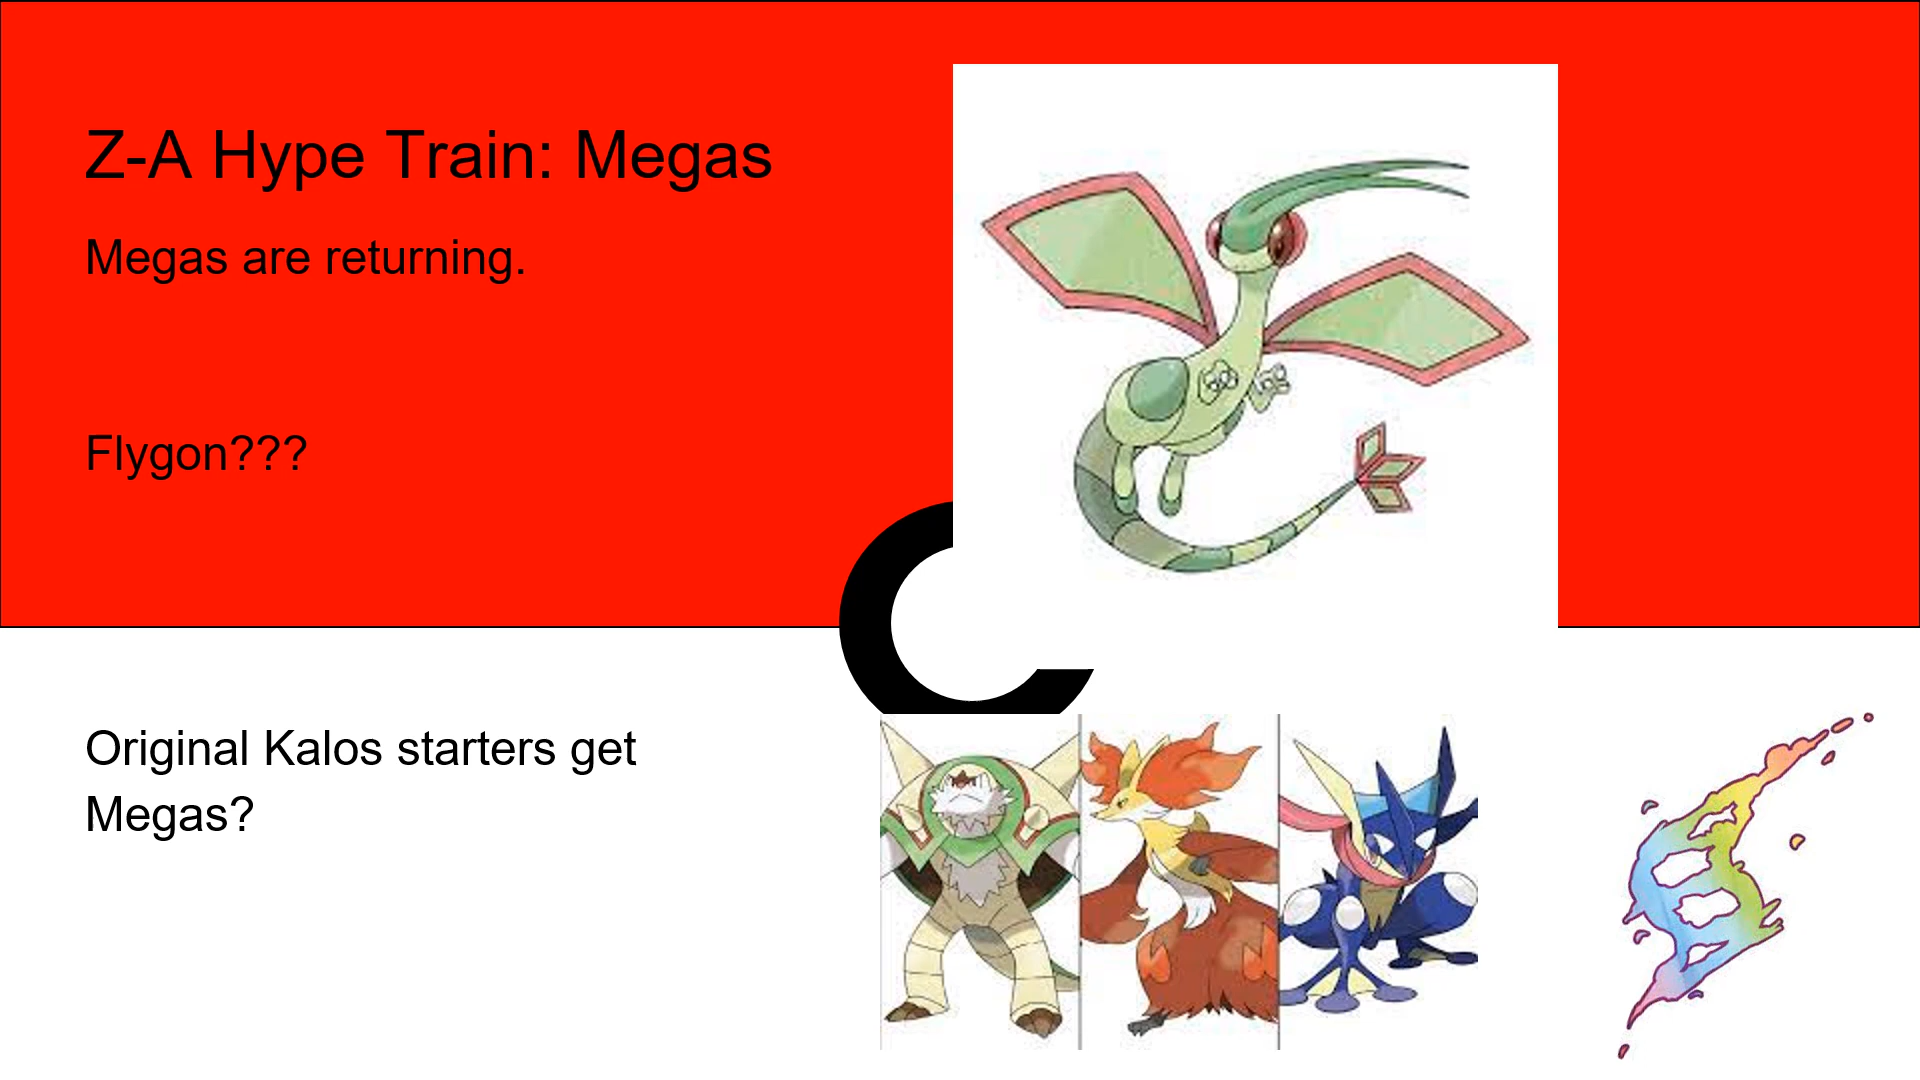 Z-A Hype Train: Megas
Megas are returning.
Flygon???
Original Kalos starters get
Megas?